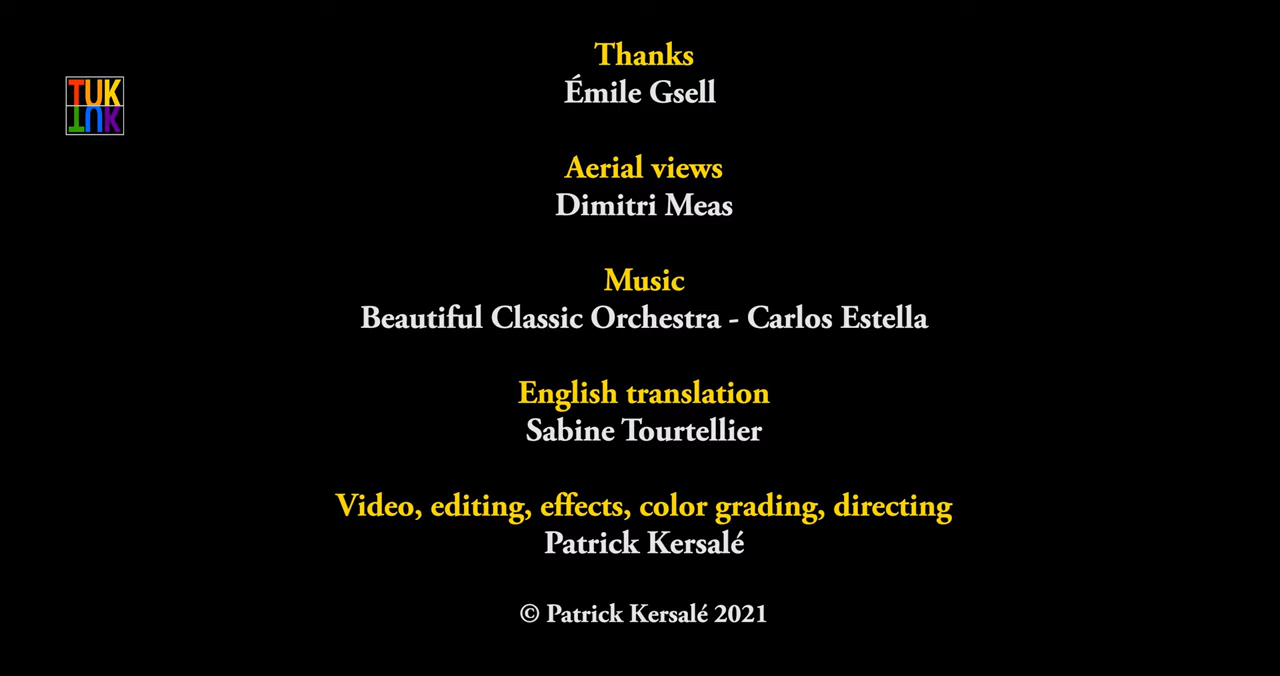 Thanks
Émile Gsell
TUK
TUK
Aerial views
Dimitri Meas
Music
Beautiful Classic Orchestra - Carlos Estella
English translation
Sabine Tourtellier
Video, editing, effects, color grading, directing
Patrick Kersalé
© Patrick Kersalé 2021